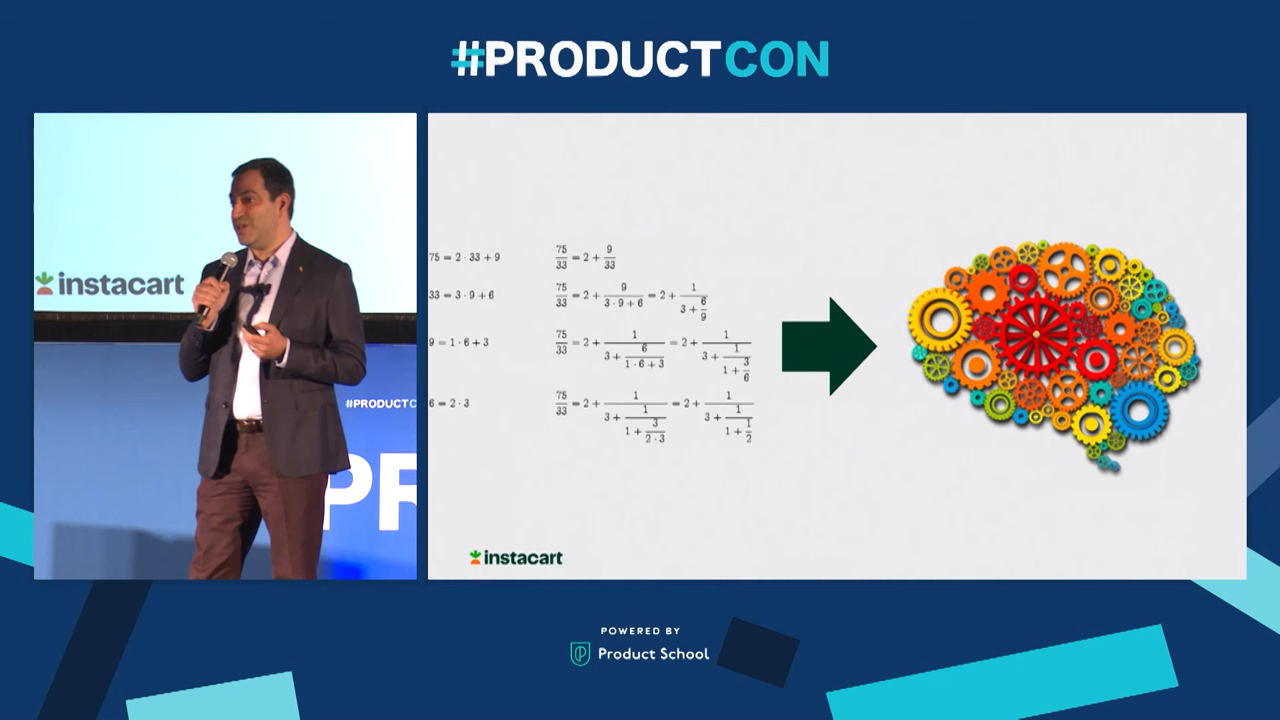 #PRODUCTCON
instacart
#PRODUCTC
PR
75 = 2 · 33 + 9
75/33 = 2 + 9/33
33 = 3 · 9 + 6
75/33 = 2 + 9/(3 · 9 + 6) = 2 + 1/(3 + 6/9)
9 = 1 · 6 + 3
75/33 = 2 + 1/(3 + 6/(1 · 6 + 3)) = 2 + 1/(3 + 1/(1 + 3/6))
6 = 2 · 3
75/33 = 2 + 1/(3 + 1/(1 + 3/(2 · 3))) = 2 + 1/(3 + 1/(1 + 1/2))
instacart
POWERED BY
Product School